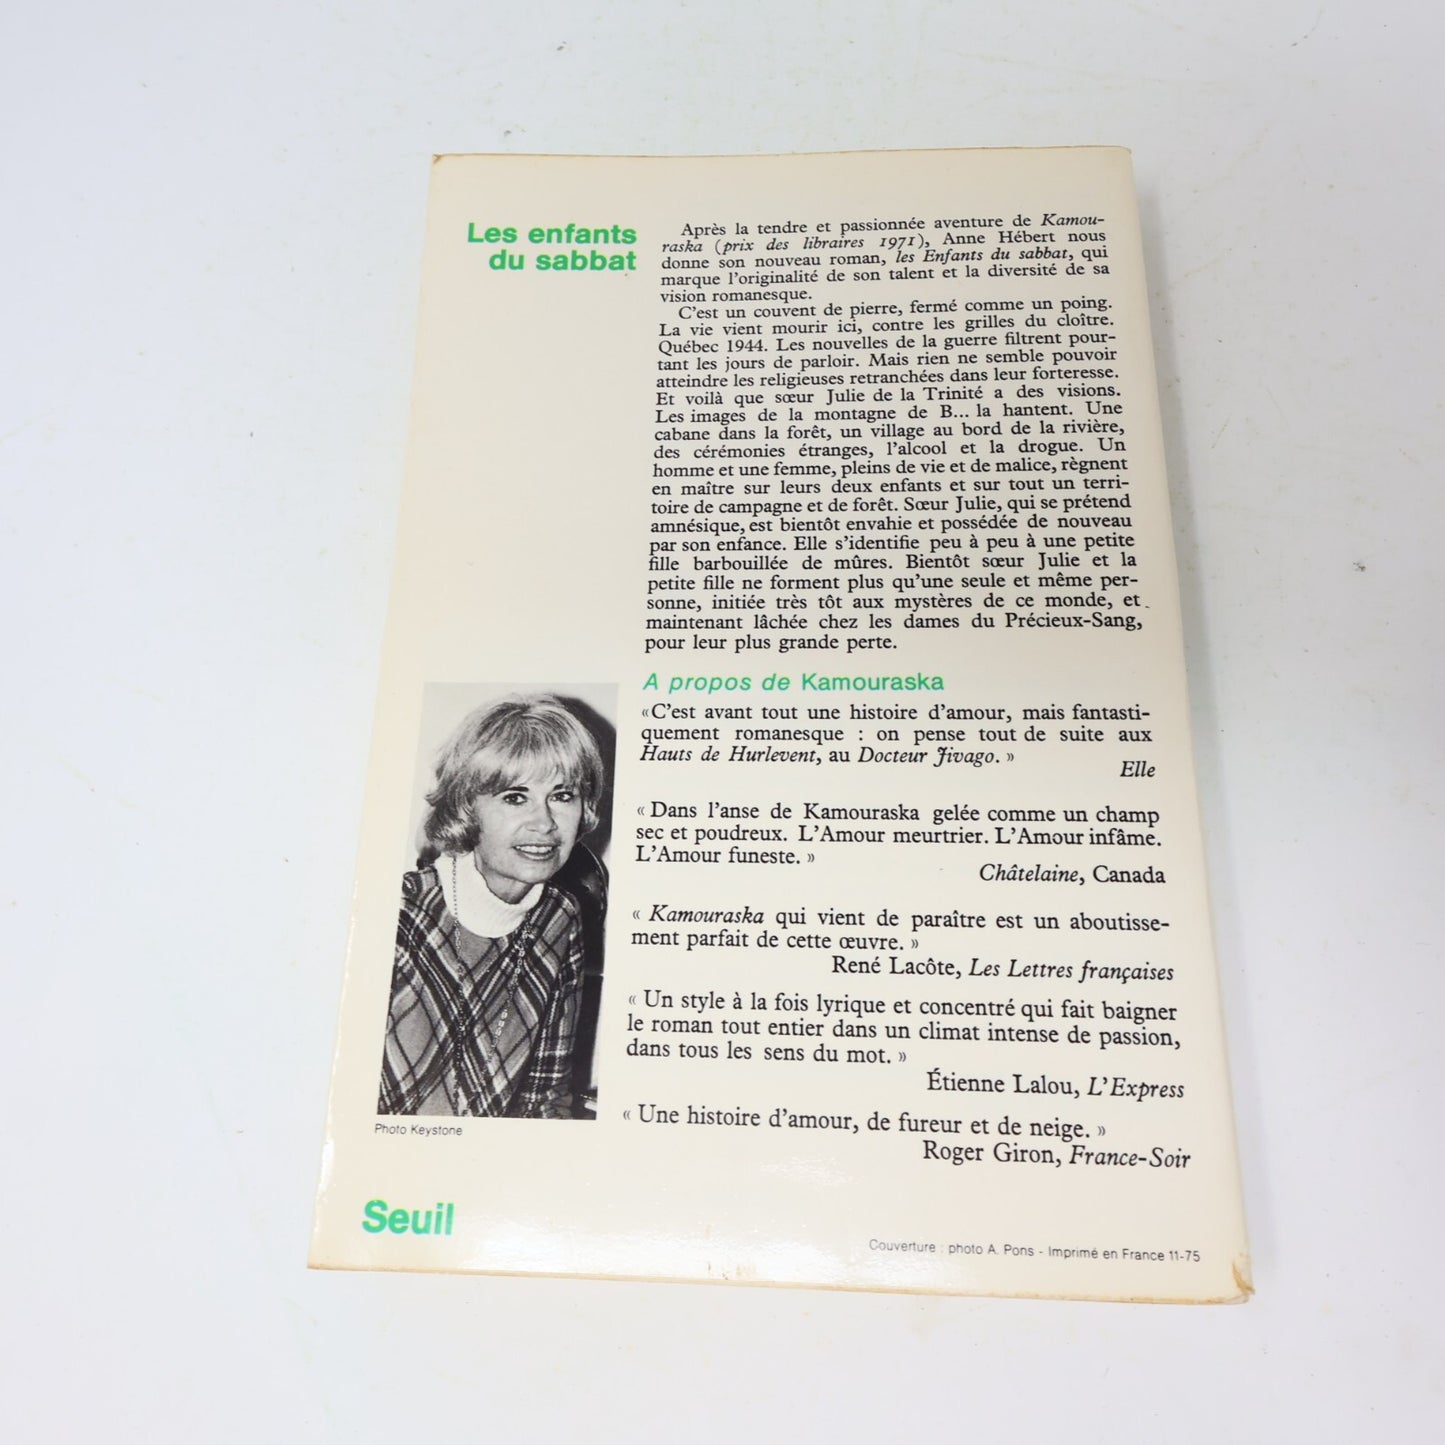 Les enfants
du sabbat
Après la tendre et passionnée aventure de Kamou-
raska (prix des libraires 1971), Anne Hébert nous
donne son nouveau roman, les Enfants du sabbat, qui
marque l'originalité de son talent et la diversité de sa
vision romanesque.
C'est un couvent de pierre, fermé comme un poing.
La vie vient mourir ici, contre les grilles du cloître.
Québec 1944. Les nouvelles de la guerre filtrent pour-
tant les jours de parloir. Mais rien ne semble pouvoir
atteindre les religieuses retranchées dans leur forteresse.
Et voilà que sœur Julie de la Trinité a des visions.
Les images de la montagne de B... la hantent. Une
cabane dans la forêt, un village au bord de la rivière,
des cérémonies étranges, l'alcool et la drogue. Un
homme et une femme, pleins de vie et de malice, règnent
en maître sur leurs deux enfants et sur tout un terri-
toire de campagne et de forêt. Sœur Julie, qui se prétend
amnésique, est bientôt envahie et possédée de nouveau
par son enfance. Elle s'identifie peu à peu à une petite
fille barbouillée de mûres. Bientôt sœur Julie et la
petite fille ne forment plus qu'une seule et même per-
sonne, initiée très tôt aux mystères de ce monde, et
maintenant lâchée chez les dames du Précieux-Sang,
pour leur plus grande perte.
A propos de Kamouraska
«C'est avant tout une histoire d'amour, mais fantasti-
quement romanesque : on pense tout de suite aux
Hauts de Hurlevent, au Docteur Jivago. »
Elle
« Dans l'anse de Kamouraska gelée comme un champ
sec et poudreux. L'Amour meurtrier. L'Amour infâme.
L'Amour funeste. »
Châtelaine, Canada
« Kamouraska qui vient de paraître est un aboutisse-
ment parfait de cette œuvre. »
René Lacôte, Les Lettres françaises
« Un style à la fois lyrique et concentré qui fait baigner
le roman tout entier dans un climat intense de passion,
dans tous les sens du mot. »
Étienne Lalou, L'Express
« Une histoire d'amour, de fureur et de neige. »
Roger Giron, France-Soir
Photo Keystone
Seuil
Couverture : photo A. Pons - Imprimé en France 11-75